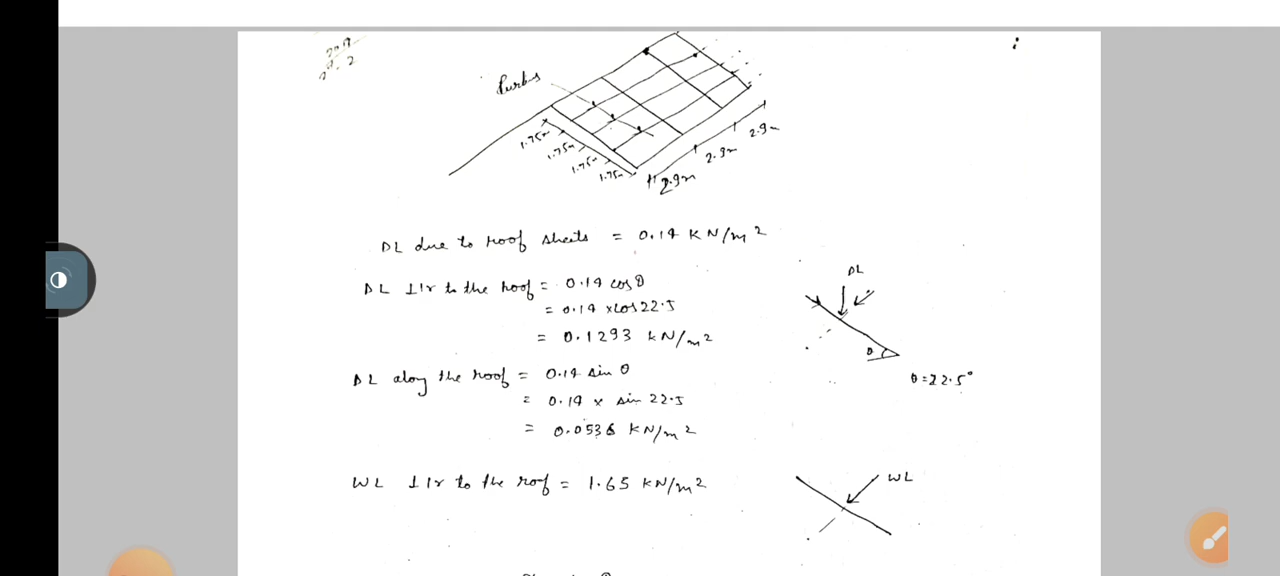 Purlins
1.75m
1.75m
1.75m
1.75m
2.9m
2.9m
2.9m
DL due to roof sheets = 0.14 KN/m2
DL
DL ⊥lr to the roof = 0.14 cosθ
= 0.14 x cos 22.5
= 0.1293 KN/m2
θ
θ = 22.5°
DL along the roof = 0.14 sin θ
= 0.14 x sin 22.5
= 0.0536 KN/m2
WL ⊥lr to the roof = 1.65 KN/m2
WL